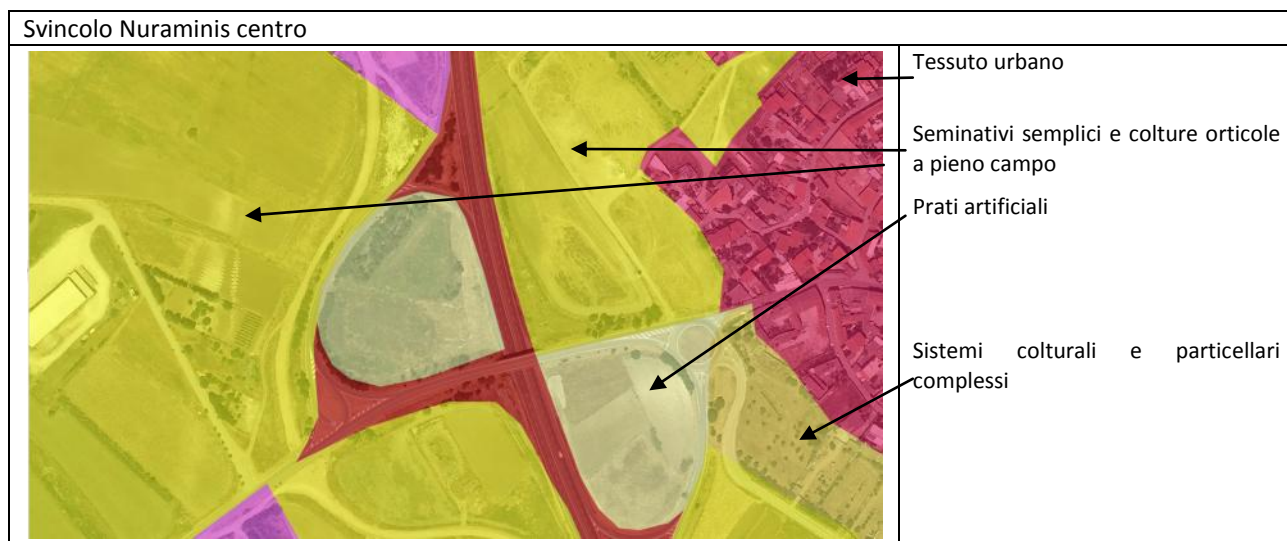 Svincolo Nuraminis centro
Tessuto urbano
Seminativi semplici e colture orticole
a pieno campo
Prati artificiali
Sistemi colturali e particellari
complessi